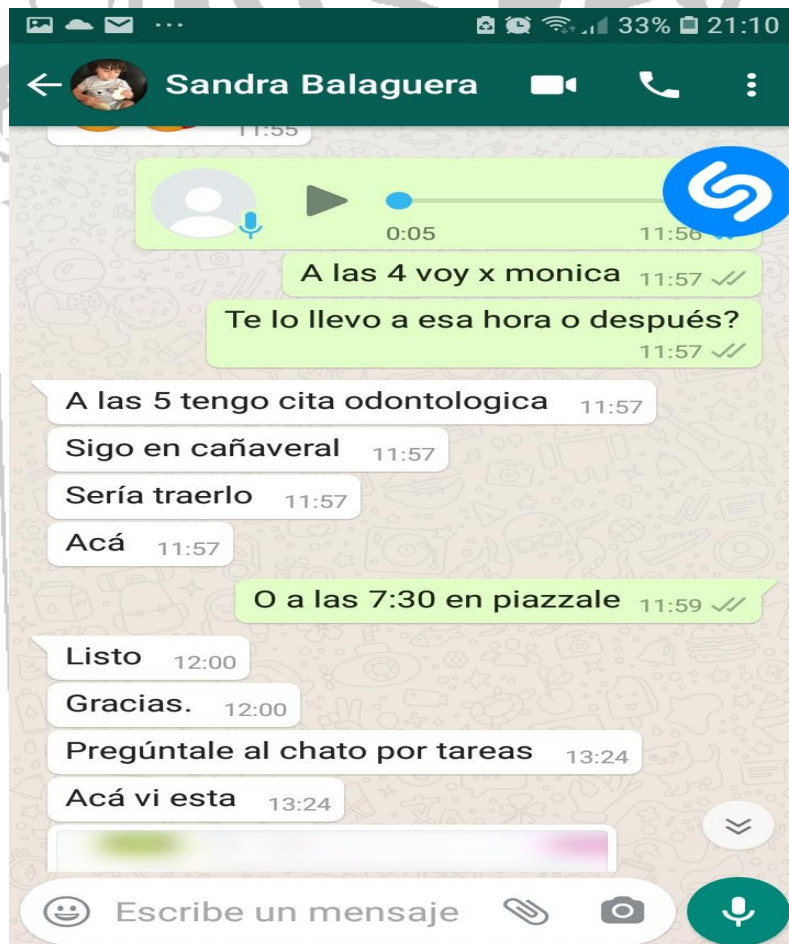 33% 21:10
Sandra Balaguera
11:55
0:05 11:56
A las 4 voy x monica 11:57
Te lo llevo a esa hora o después?
11:57
A las 5 tengo cita odontologica 11:57
Sigo en cañaveral 11:57
Sería traerlo 11:57
Acá 11:57
O a las 7:30 en piazzale 11:59
Listo 12:00
Gracias. 12:00
Pregúntale al chato por tareas 13:24
Acá vi esta 13:24
Escribe un mensaje